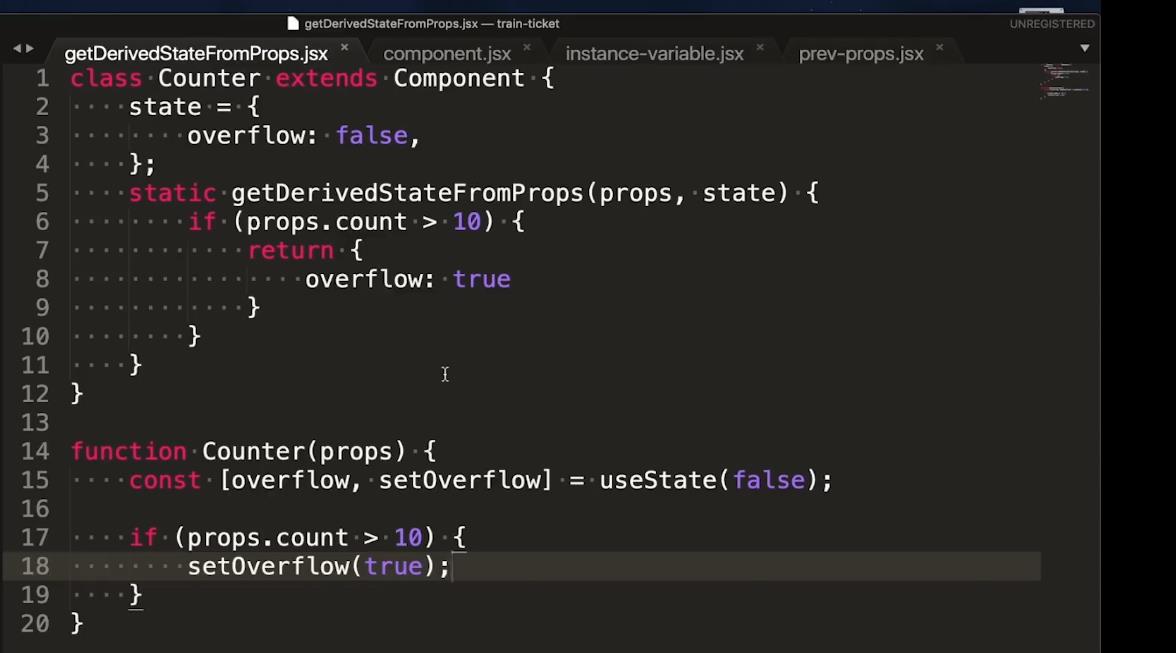 getDerivedStateFromProps.jsx — train-ticket
UNREGISTERED
getDerivedStateFromProps.jsx × component.jsx × instance-variable.jsx × prev-props.jsx ×
1 class Counter extends Component {
2     state = {
3         overflow: false,
4     };
5     static getDerivedStateFromProps(props, state) {
6         if (props.count > 10) {
7             return {
8                 overflow: true
9             }
10         }
11     }
12 }
13
14 function Counter(props) {
15     const [overflow, setOverflow] = useState(false);
16
17     if (props.count > 10) {
18         setOverflow(true);
19     }
20 }